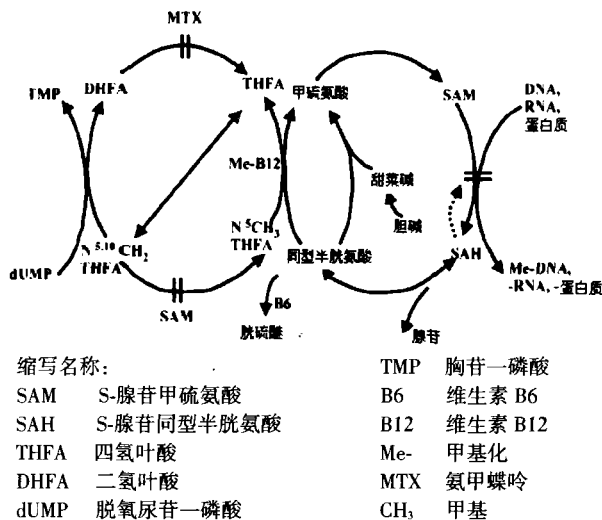 MTX
TMP
DHFA
THFA
甲硫氨酸
SAM
DNA,
RNA,
蛋白质
Me-B12
甜菜碱
胆碱
N⁵CH₃
THFA
N⁵·¹⁰CH₂
THFA
dUMP
同型半胱氨酸
SAH
Me-DNA,
-RNA, -蛋白质
SAM
B6
胱硫醚
腺苷
缩写名称：
SAM S-腺苷甲硫氨酸
SAH S-腺苷同型半胱氨酸
THFA 四氢叶酸
DHFA 二氢叶酸
dUMP 脱氧尿苷一磷酸
TMP 胸苷一磷酸
B6 维生素 B6
B12 维生素 B12
Me- 甲基化
MTX 氨甲蝶呤
CH₃ 甲基